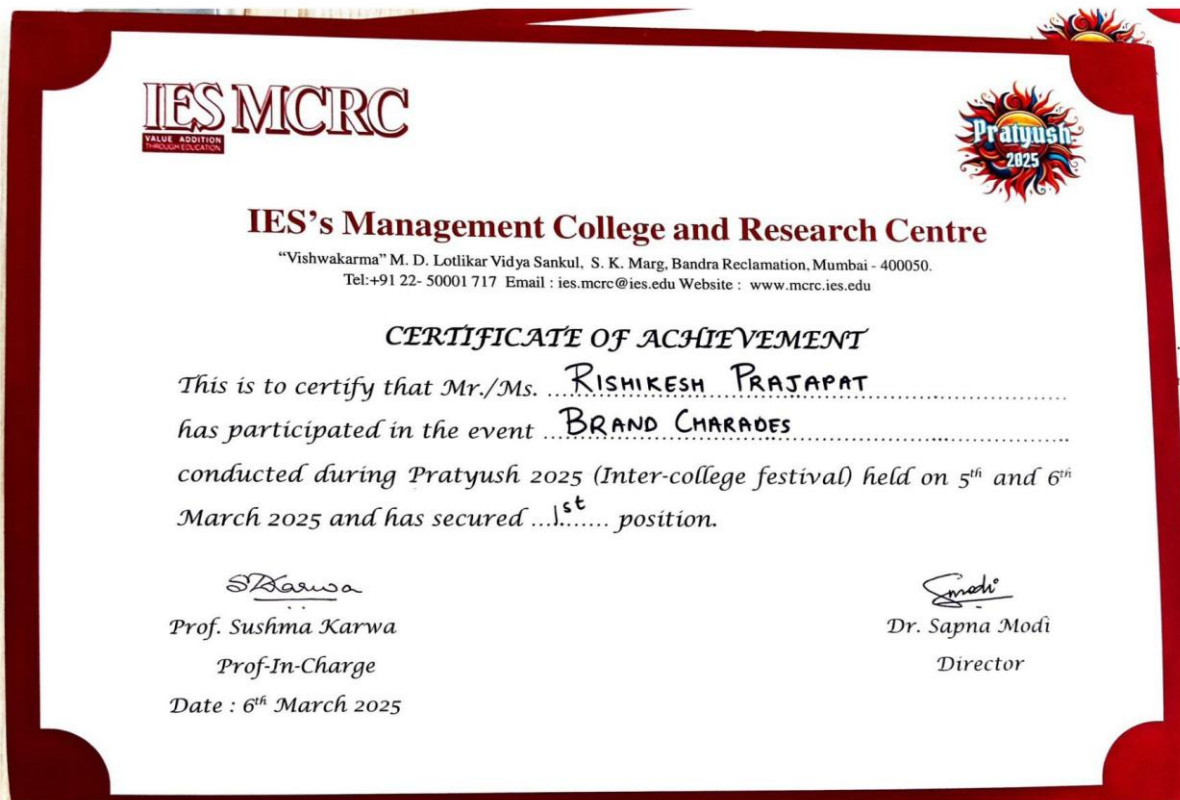 IES MCRC
VALUE ADDITION
THROUGH EDUCATION
Pratyush
2025
IES's Management College and Research Centre
"Vishwakarma" M. D. Lotlikar Vidya Sankul, S. K. Marg, Bandra Reclamation, Mumbai - 400050.
Tel:+91 22- 50001 717 Email : ies.mcrc@ies.edu Website : www.mcrc.ies.edu
CERTIFICATE OF ACHIEVEMENT
This is to certify that Mr./Ms. ...RISHIKESH PRAJAPAT...
has participated in the event ...BRAND CHARADES...
conducted during Pratyush 2025 (Inter-college festival) held on 5th and 6th
March 2025 and has secured ...1st...... position.
SDKarwa
Smodi
Prof. Sushma Karwa
Dr. Sapna Modi
Prof-In-Charge
Director
Date : 6th March 2025